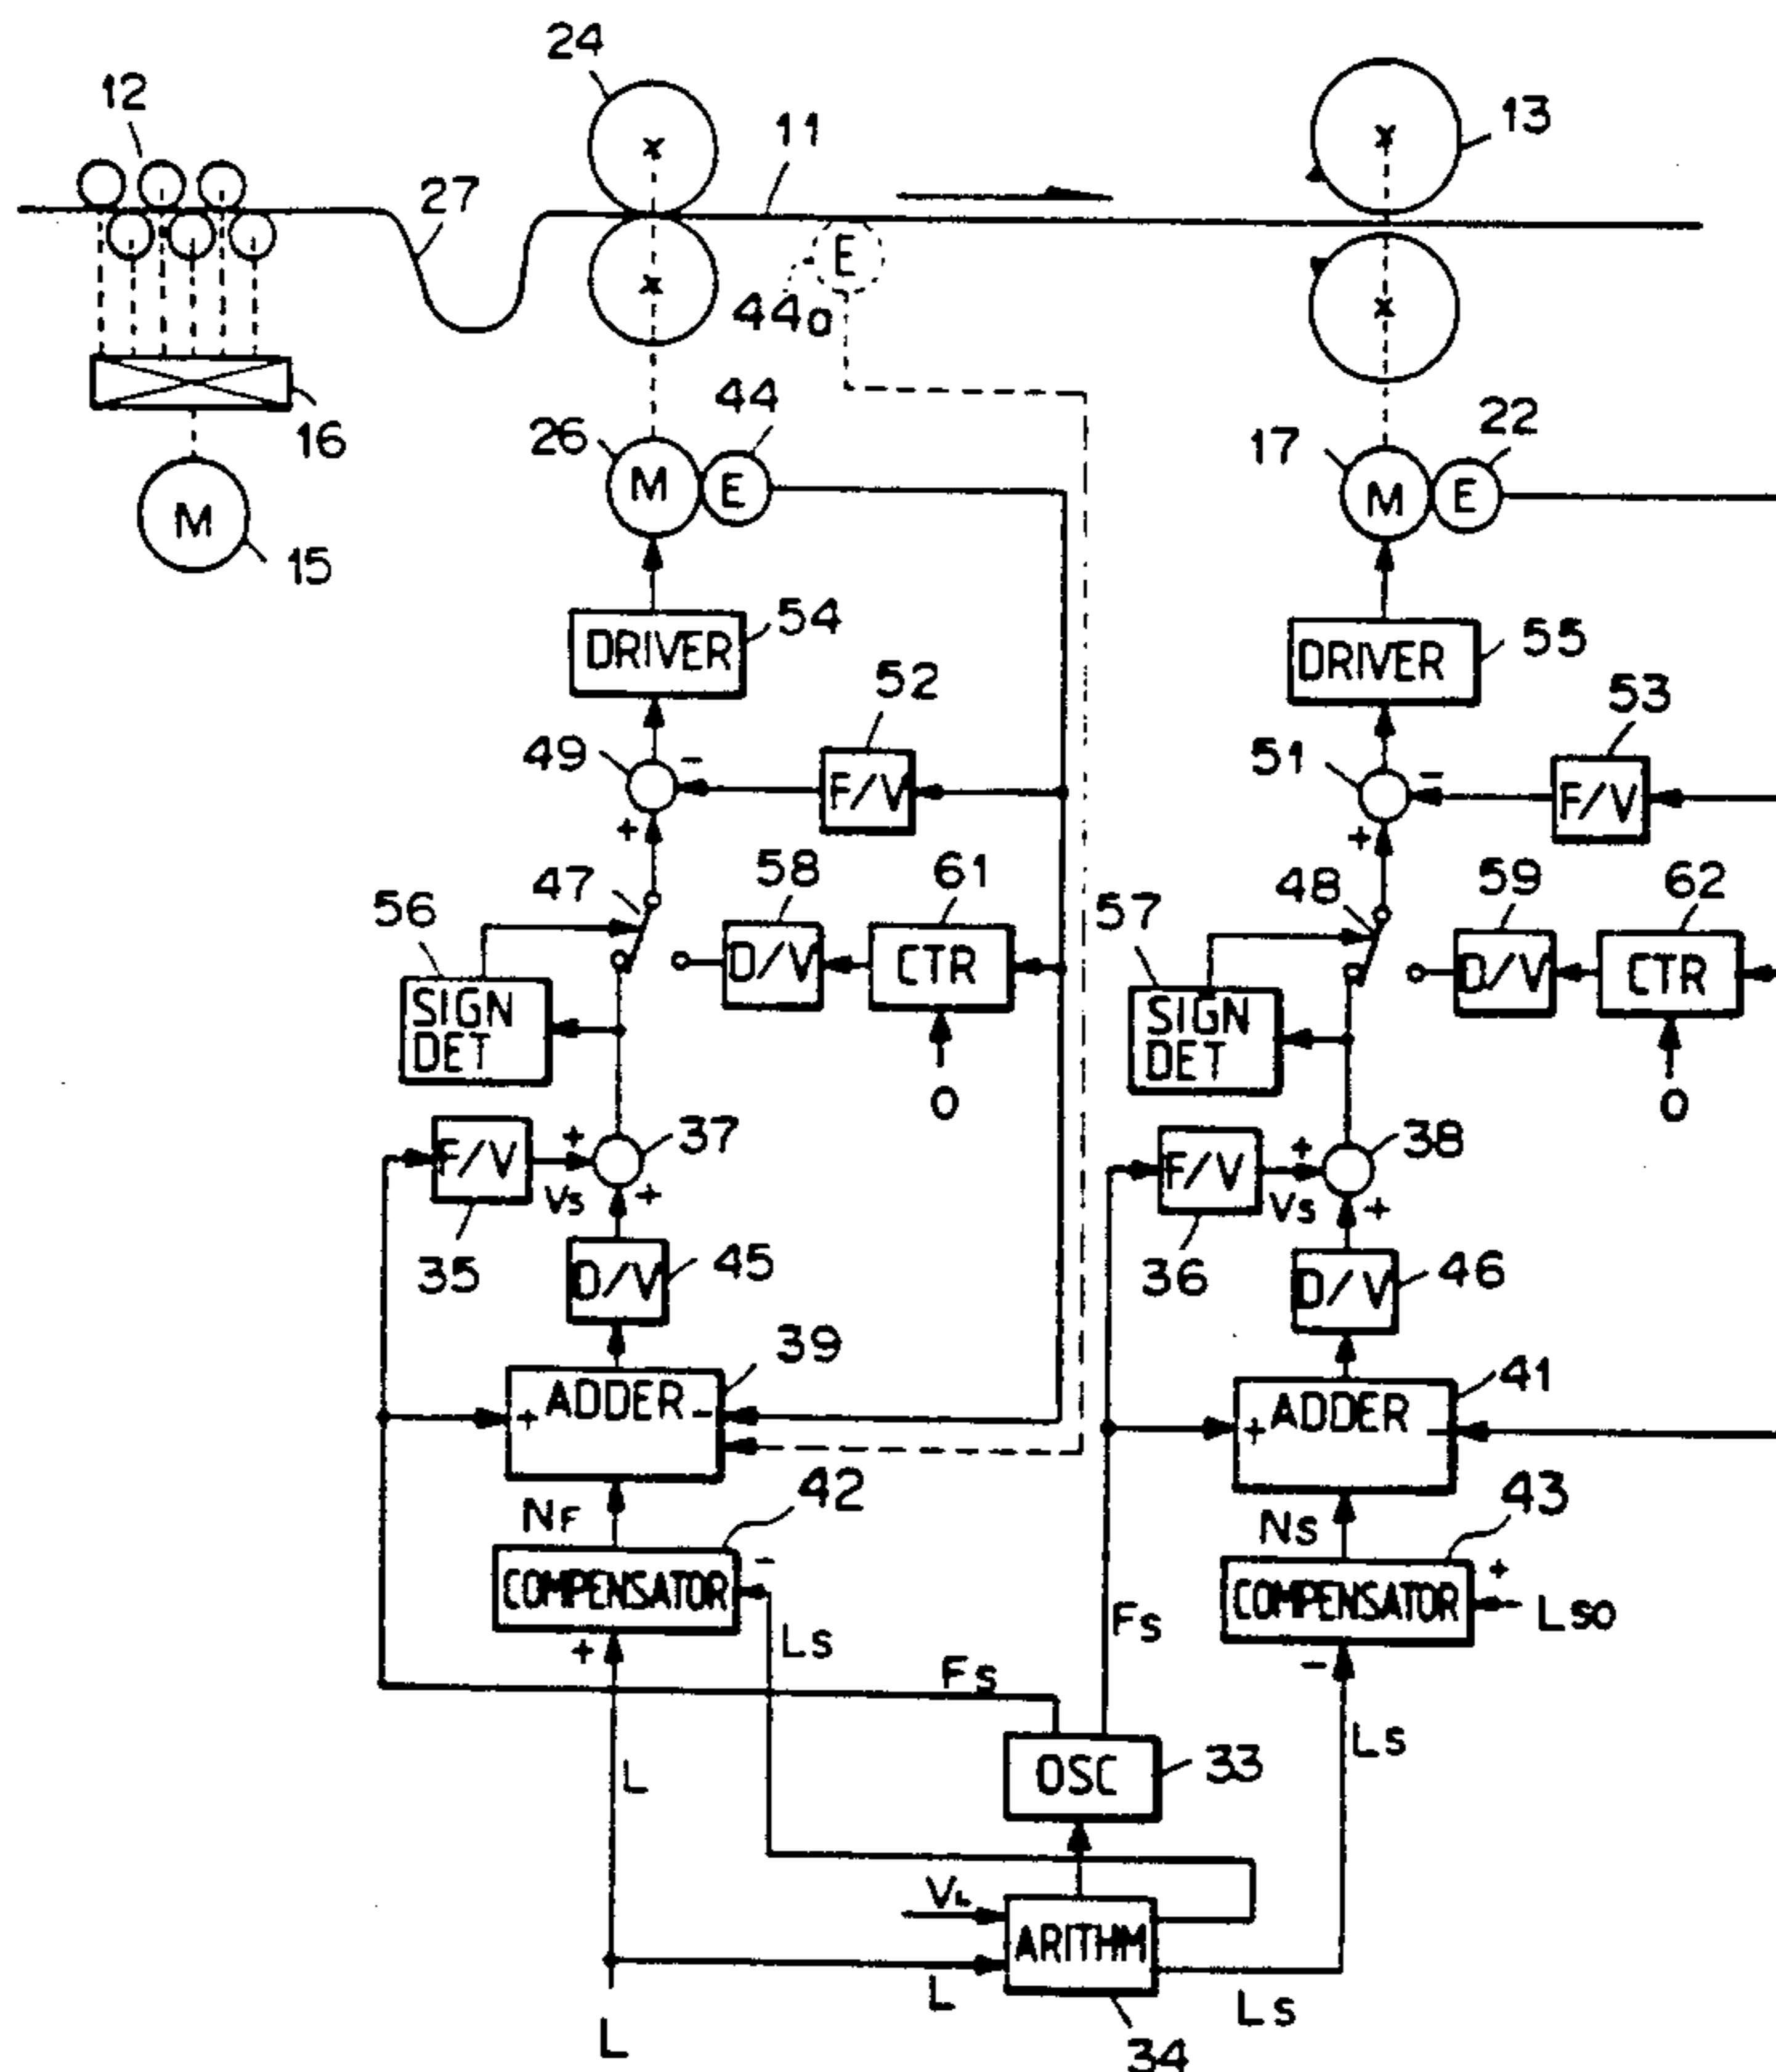 24
12
27
11
13
E
44a
44
26
M
E
22
17
M
E
16
M
15
DRIVER
54
DRIVER
55
52
53
49
-
F/V
51
-
F/V
+
+
56
47
58
61
57
48
59
62
D/V
CTR
D/V
CTR
SIGN
DET
SIGN
DET
0
0
F/V
+
37
F/V
+
38
Vs
+
Vs
+
35
D/V
45
36
D/V
46
39
41
+ ADDER -
+ ADDER -
NF
42
Ns
43
COMPENSATOR
-
COMPENSATOR
+
Lso
+
Ls
Fs
-
Fs
L
OSC
33
Ls
VL
ARITHM
L
Ls
L
34